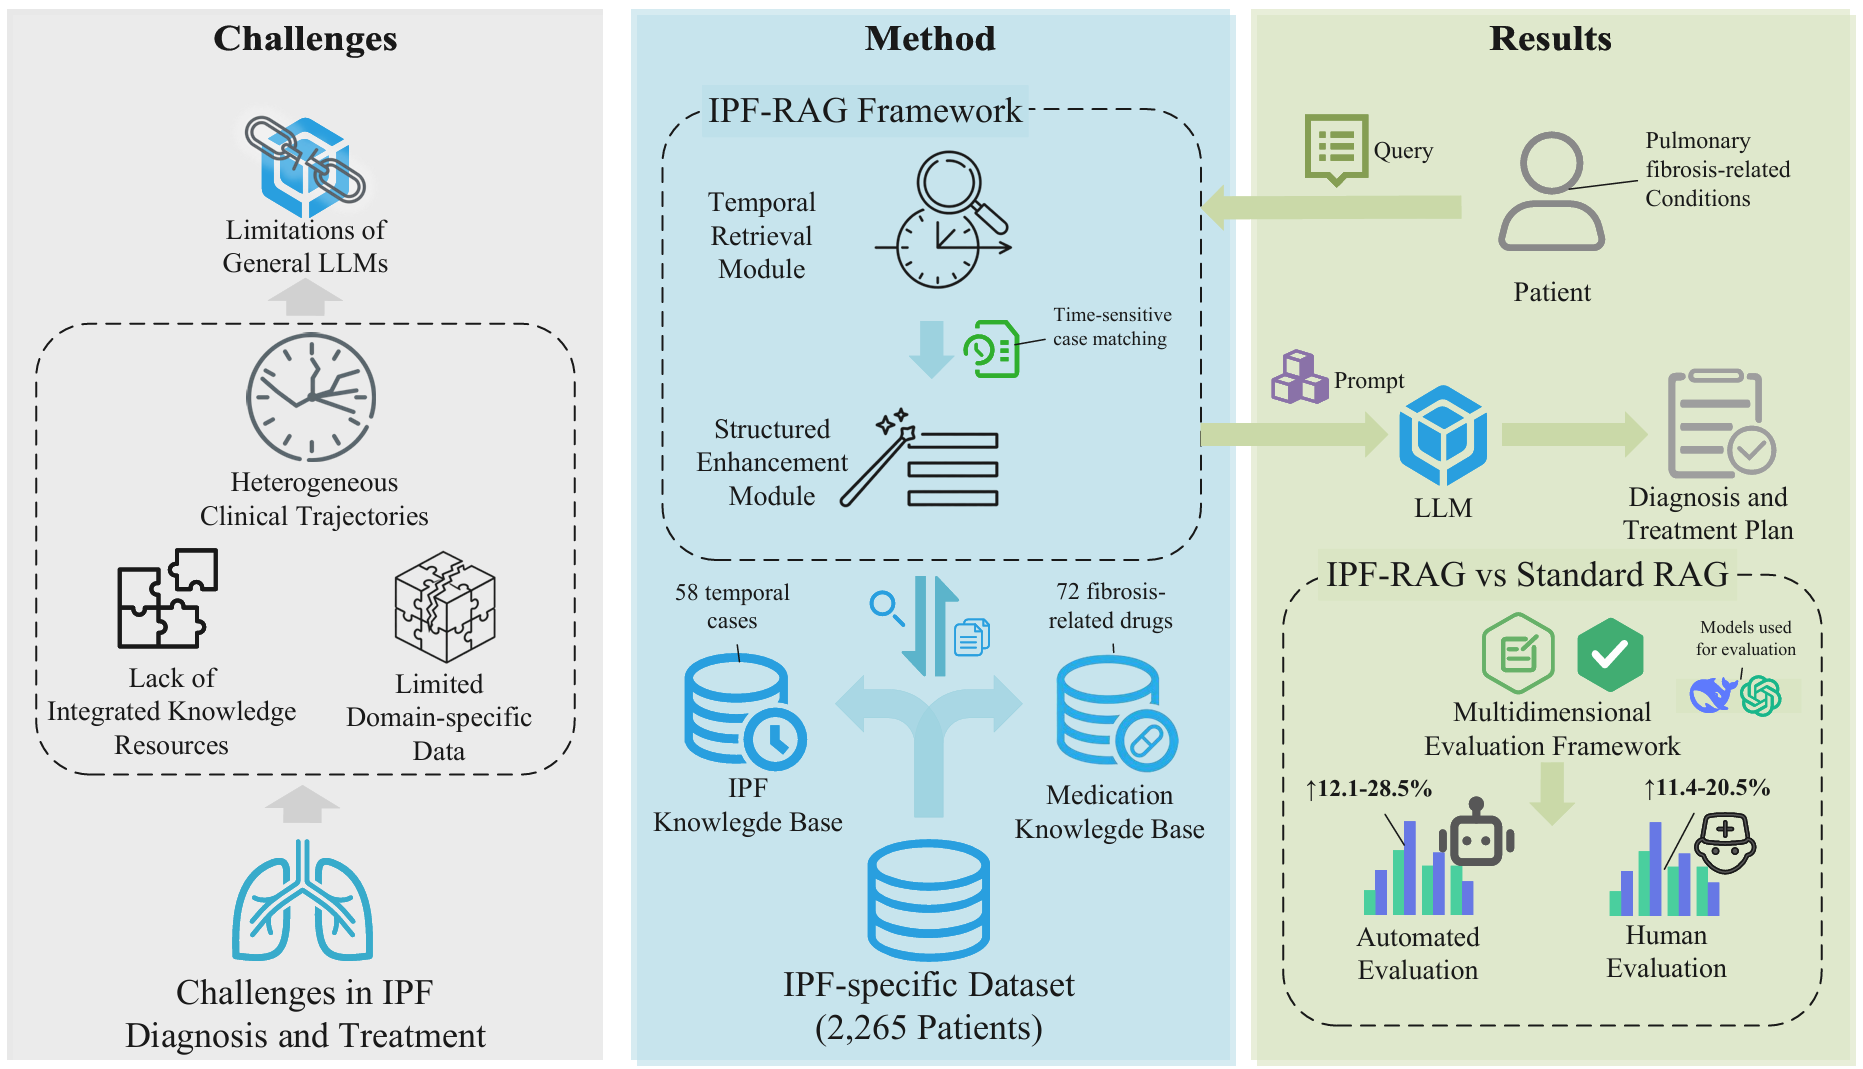 Challenges
Limitations of
General LLMs
Heterogeneous
Clinical Trajectories
Lack of
Integrated Knowledge
Resources
Limited
Domain-specific
Data
Challenges in IPF
Diagnosis and Treatment
Method
IPF-RAG Framework
Temporal
Retrieval
Module
Time-sensitive
case matching
Structured
Enhancement
Module
58 temporal
cases
72 fibrosis-
related drugs
IPF
Knowlegde Base
Medication
Knowlegde Base
IPF-specific Dataset
(2,265 Patients)
Results
Query
Pulmonary
fibrosis-related
Conditions
Patient
Prompt
LLM
Diagnosis and
Treatment Plan
IPF-RAG vs Standard RAG
Models used
for evaluation
Multidimensional
Evaluation Framework
↑12.1-28.5%
↑11.4-20.5%
Automated
Evaluation
Human
Evaluation